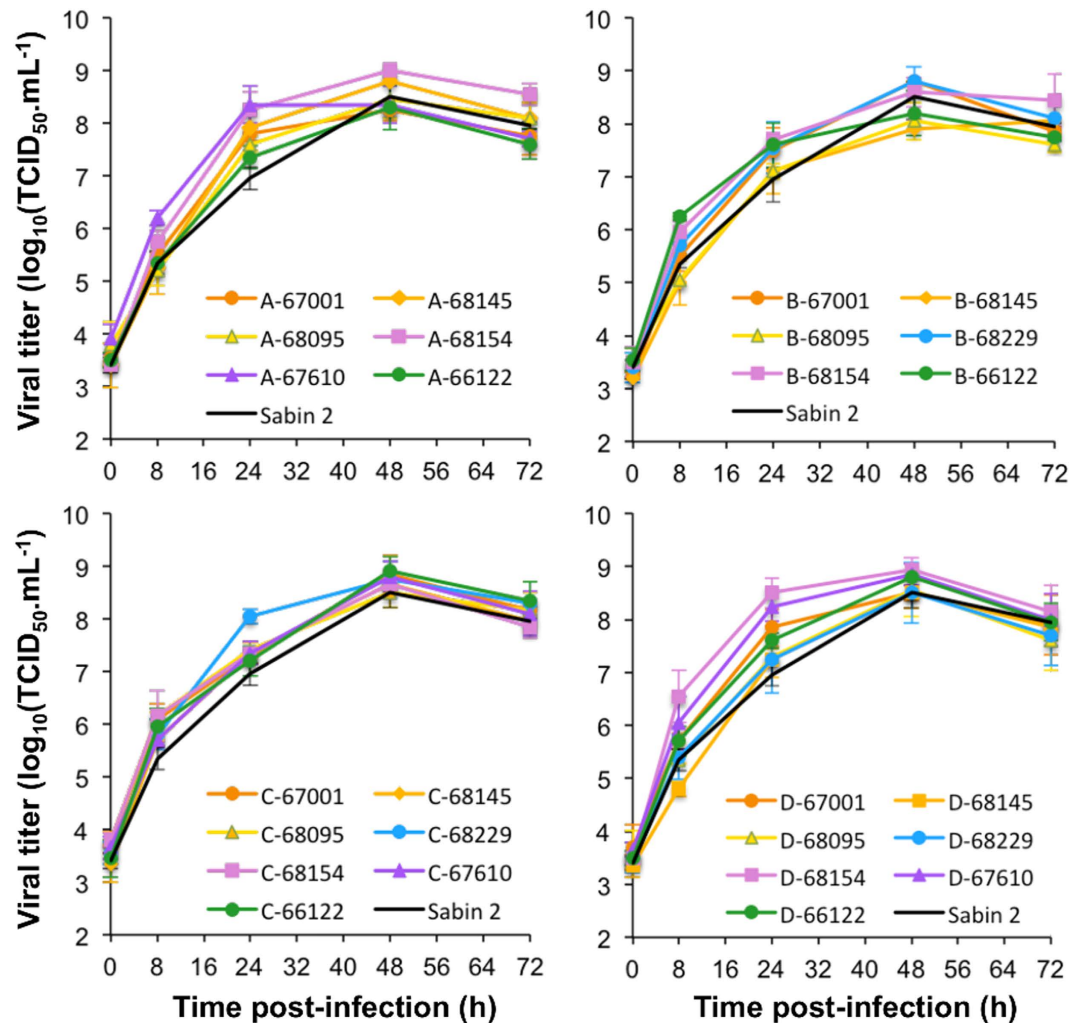 Viral titer (log10(TCID50.mL-1)
10
9
8
7
6
5
4
3
2
A-67001 A-68145
A-68095 A-68154
A-67610 A-66122
Sabin 2
0 8 16 24 32 40 48 56 64 72
10
9
8
7
6
5
4
3
2
B-67001 B-68145
B-68095 B-68229
B-68154 B-66122
Sabin 2
0 8 16 24 32 40 48 56 64 72
Viral titer (log10(TCID50.mL-1)
10
9
8
7
6
5
4
3
2
C-67001 C-68145
C-68095 C-68229
C-68154 C-67610
C-66122 Sabin 2
0 8 16 24 32 40 48 56 64 72
Time post-infection (h)
10
9
8
7
6
5
4
3
2
D-67001 D-68145
D-68095 D-68229
D-68154 D-67610
D-66122 Sabin 2
0 8 16 24 32 40 48 56 64 72
Time post-infection (h)